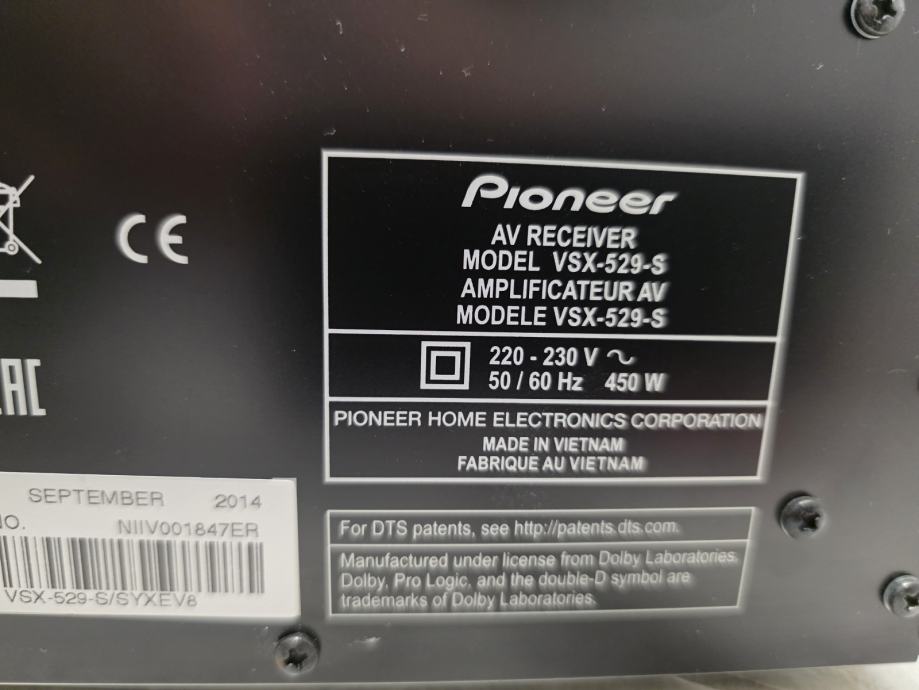 CE
EAC
Pioneer
AV RECEIVER
MODEL VSX-529-S
AMPLIFICATEUR AV
MODELE VSX-529-S
220 - 230 V ~
50 / 60 Hz 450 W
PIONEER HOME ELECTRONICS CORPORATION
MADE IN VIETNAM
FABRIQUE AU VIETNAM
SEPTEMBER 2014
NO. NIIV001847ER
VSX-529-S/SYXEV8
For DTS patents, see http://patents.dts.com.
Manufactured under license from Dolby Laboratories.
Dolby, Pro Logic, and the double-D symbol are
trademarks of Dolby Laboratories.